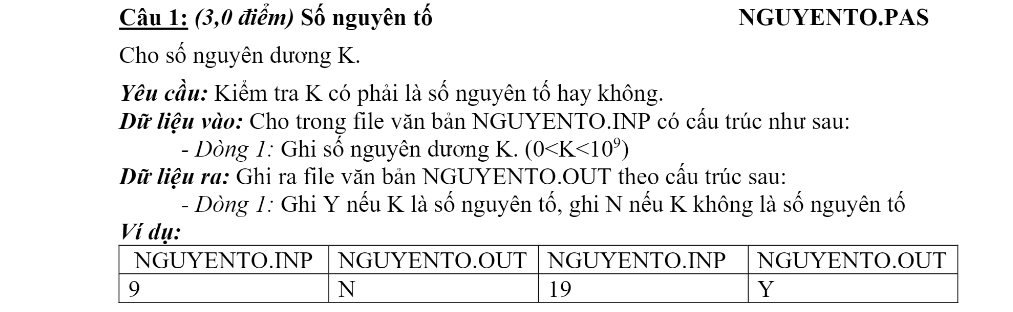 Câu 1: (3,0 điểm) Số nguyên tố NGUYENTO.PAS
Cho số nguyên dương K.
Yêu cầu: Kiểm tra K có phải là số nguyên tố hay không.
Dữ liệu vào: Cho trong file văn bản NGUYENTO.INP có cấu trúc như sau:
- Dòng 1: Ghi số nguyên dương K. (0<K<10⁹)
Dữ liệu ra: Ghi ra file văn bản NGUYENTO.OUT theo cấu trúc sau:
- Dòng 1: Ghi Y nếu K là số nguyên tố, ghi N nếu K không là số nguyên tố
Ví dụ:
NGUYENTO.INP NGUYENTO.OUT NGUYENTO.INP NGUYENTO.OUT
9 N 19 Y